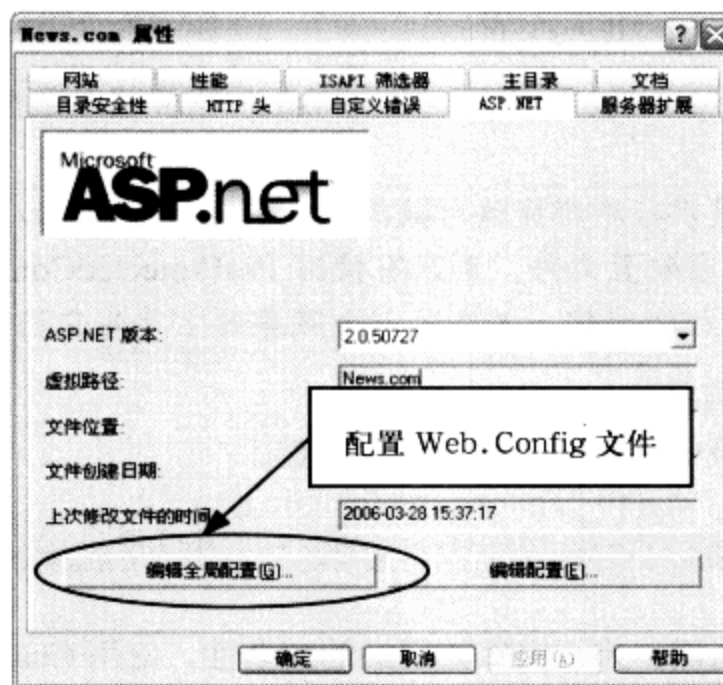 News.com 属性
网站 性能 ISAPI 筛选器 主目录 文档
目录安全性 HTTP 头 自定义错误 ASP.NET 服务器扩展
Microsoft
ASP.net
ASP.NET 版本: 2.0.50727
虚拟路径: News.com
文件位置:
配置 Web.Config 文件
文件创建日期:
上次修改文件的时间 2006-03-28 15:37:17
编辑全局配置(G)... 编辑配置(E)...
确定 取消 应用(A) 帮助